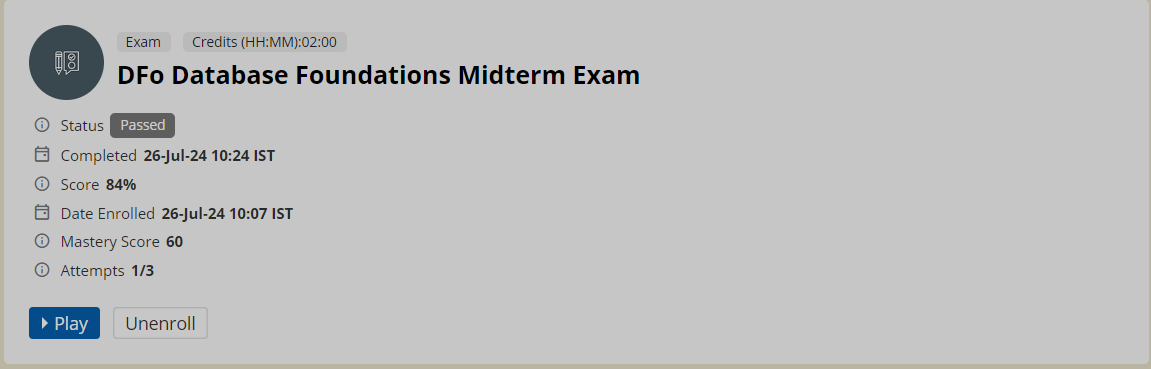 Exam Credits (HH:MM):02:00
DFo Database Foundations Midterm Exam
Status Passed
Completed 26-Jul-24 10:24 IST
Score 84%
Date Enrolled 26-Jul-24 10:07 IST
Mastery Score 60
Attempts 1/3
Play Unenroll